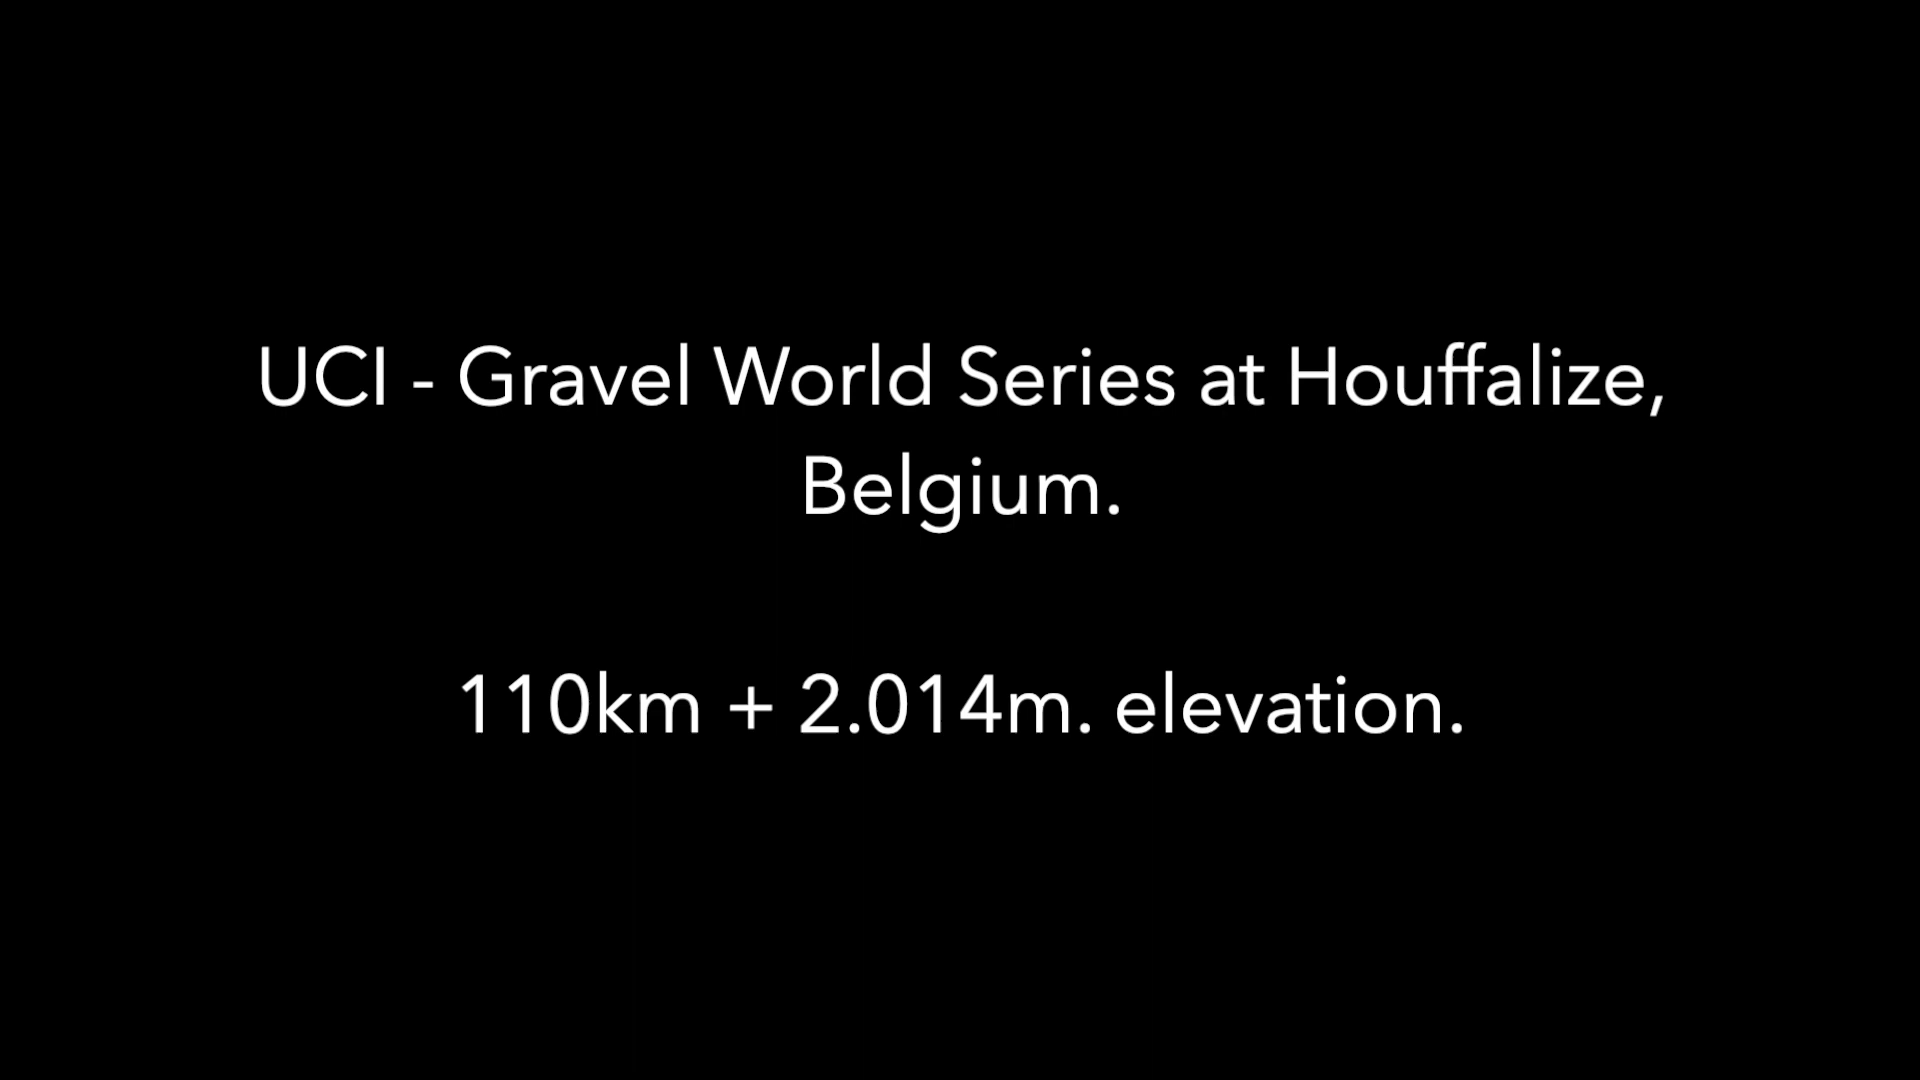 UCI - Gravel World Series at Houffalize,
Belgium.
110km + 2.014m. elevation.